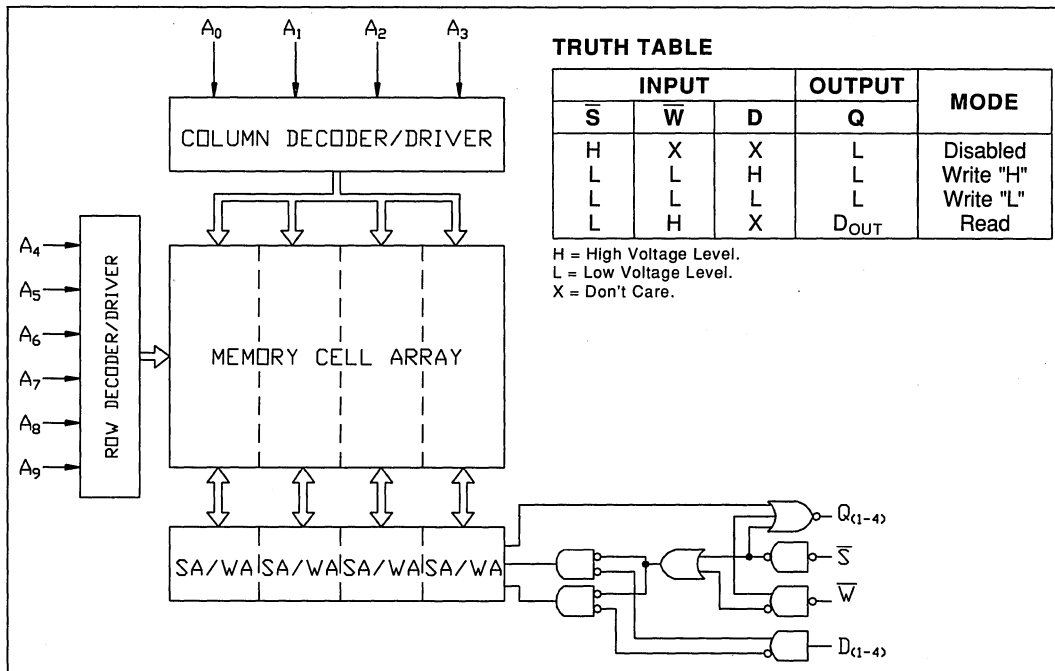 A₀ A₁ A₂ A₃
COLUMN DECODER/DRIVER
A₄
A₅
A₆
A₇
A₈
A₉
ROW DECODER/DRIVER
MEMORY CELL ARRAY
SA/WA SA/WA SA/WA SA/WA
TRUTH TABLE
INPUT OUTPUT MODE
S̅ W̅ D Q
H X X L Disabled
L L H L Write "H"
L L L L Write "L"
L H X D_OUT Read
H = High Voltage Level.
L = Low Voltage Level.
X = Don't Care.
Q₍₁₋₄₎
S̅
W̅
D₍₁₋₄₎